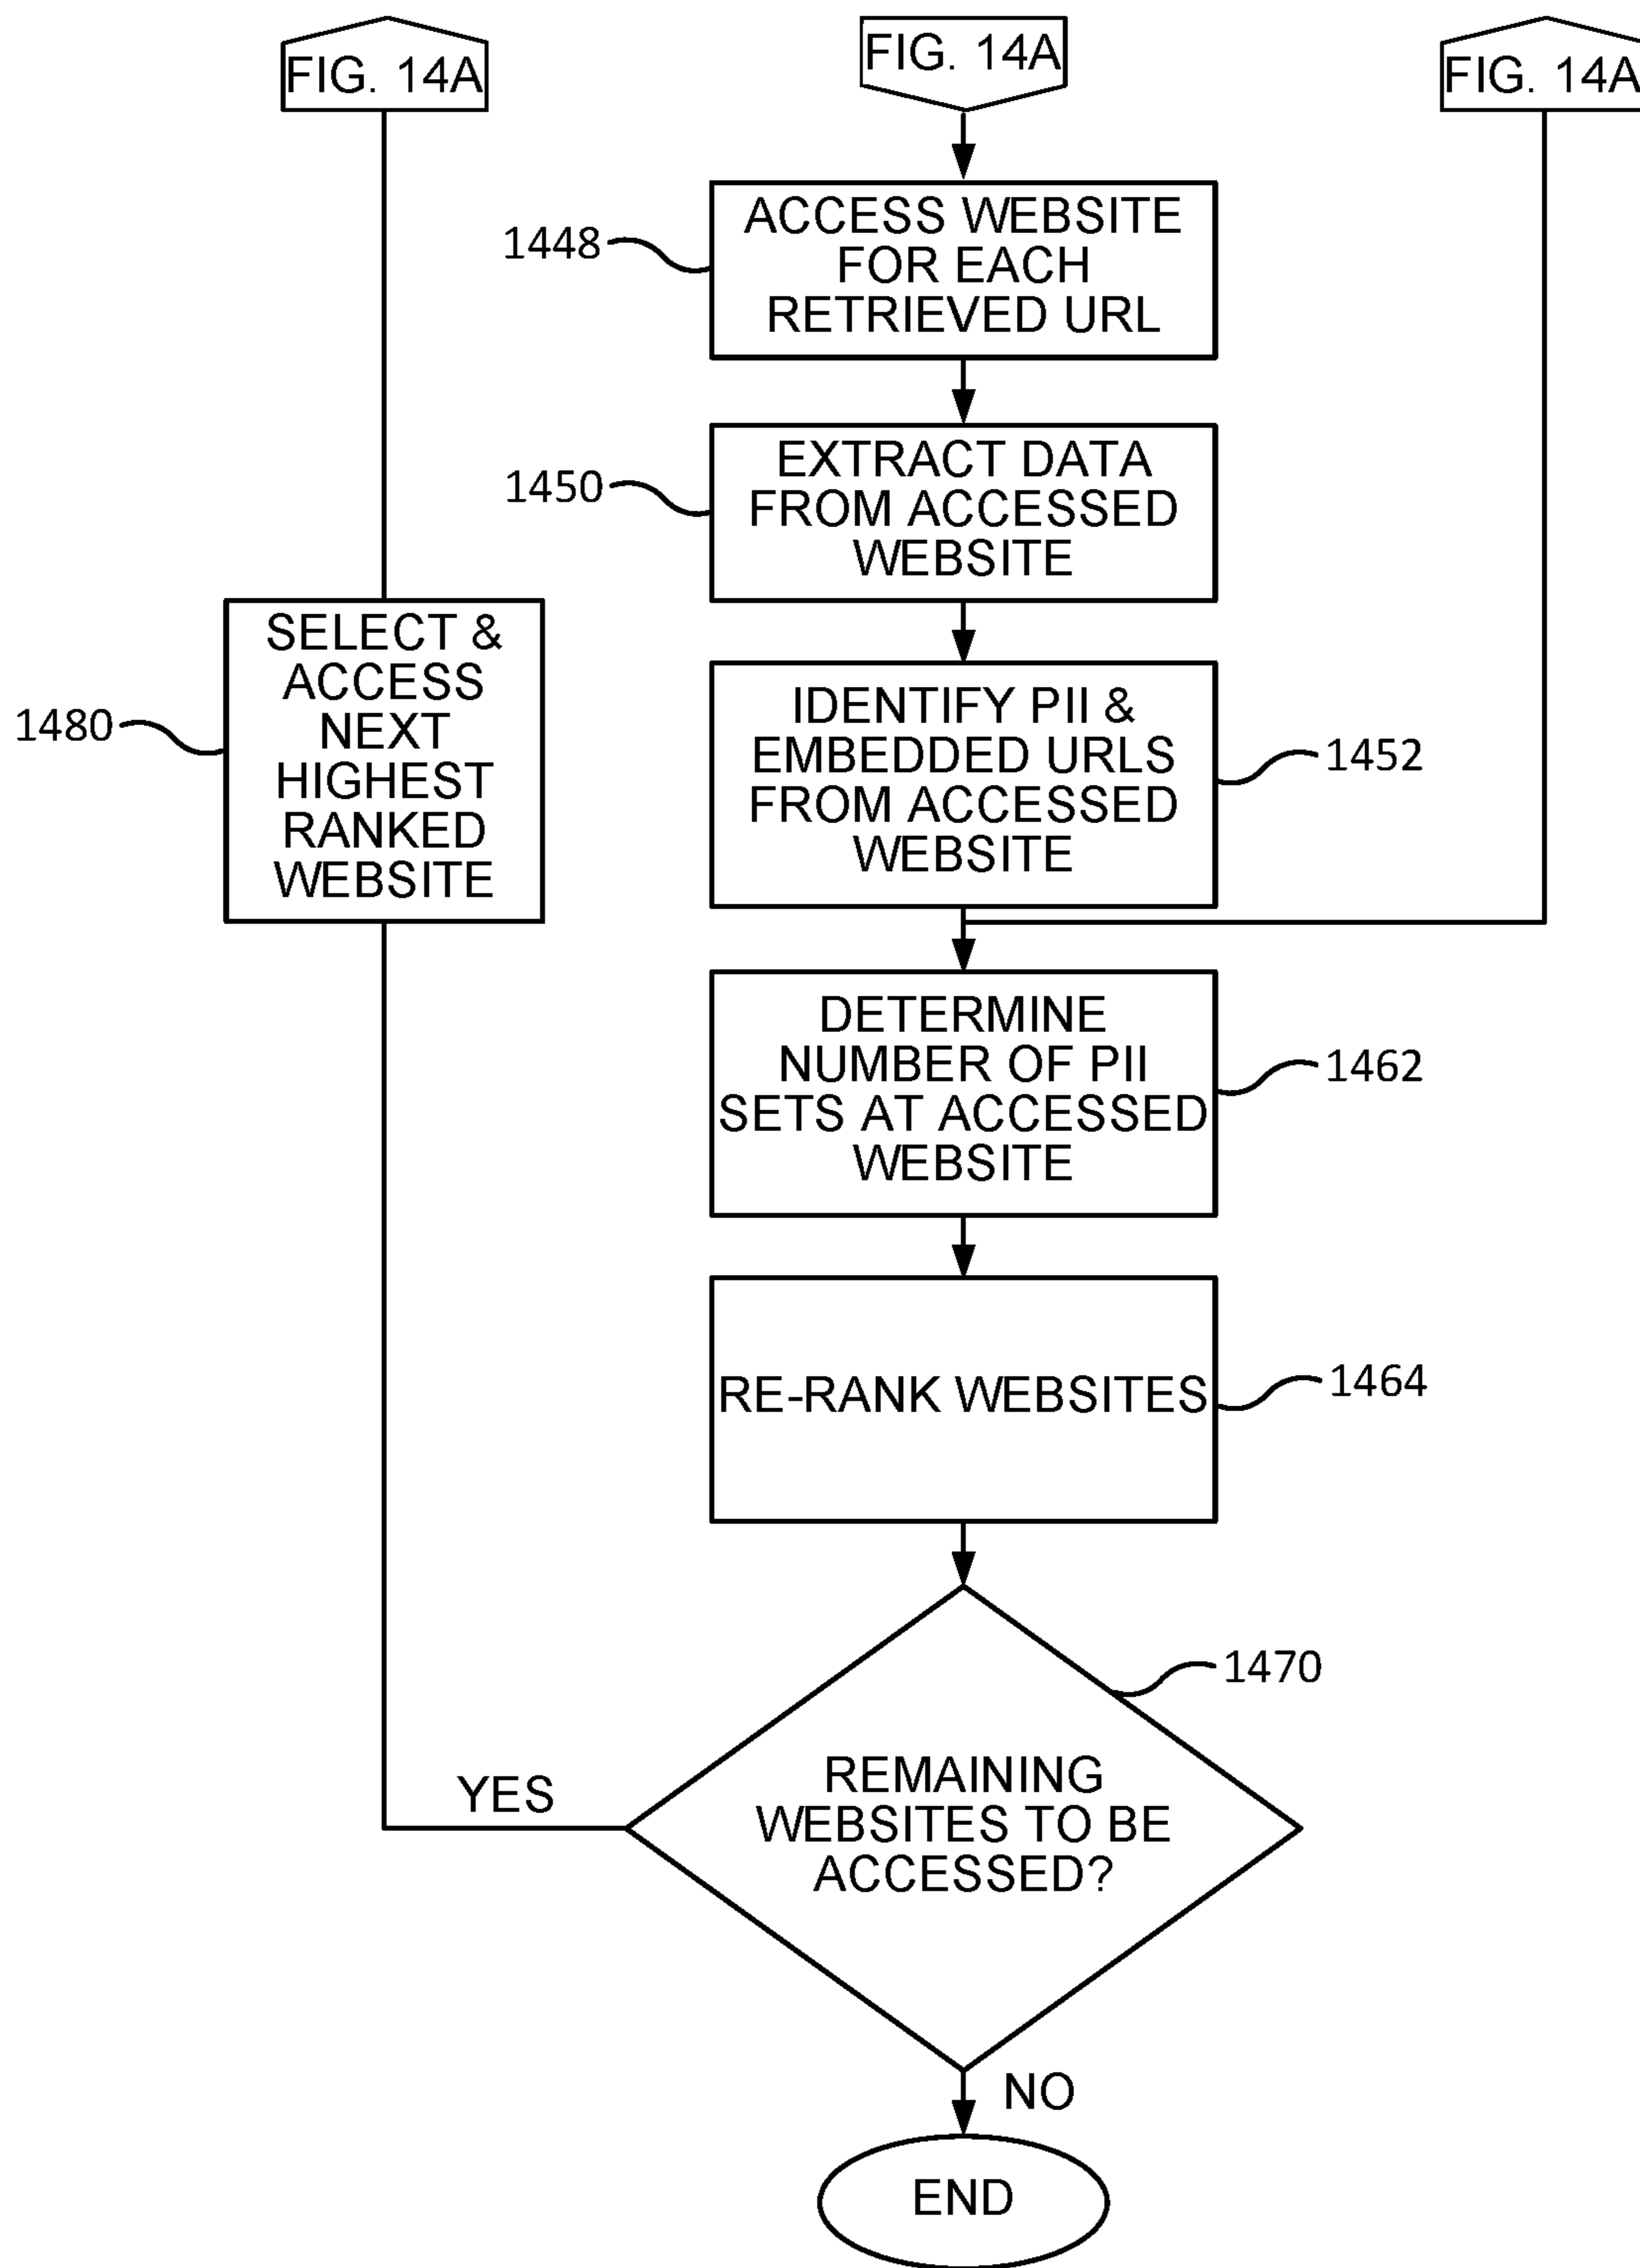 FIG. 14A
FIG. 14A
FIG. 14A
ACCESS WEBSITE
FOR EACH
RETRIEVED URL
1448
EXTRACT DATA
FROM ACCESSED
WEBSITE
1450
SELECT &
ACCESS
NEXT
HIGHEST
RANKED
WEBSITE
1480
IDENTIFY PII &
EMBEDDED URLS
FROM ACCESSED
WEBSITE
1452
DETERMINE
NUMBER OF PII
SETS AT ACCESSED
WEBSITE
1462
RE-RANK WEBSITES
1464
1470
REMAINING
WEBSITES TO BE
ACCESSED?
YES
NO
END